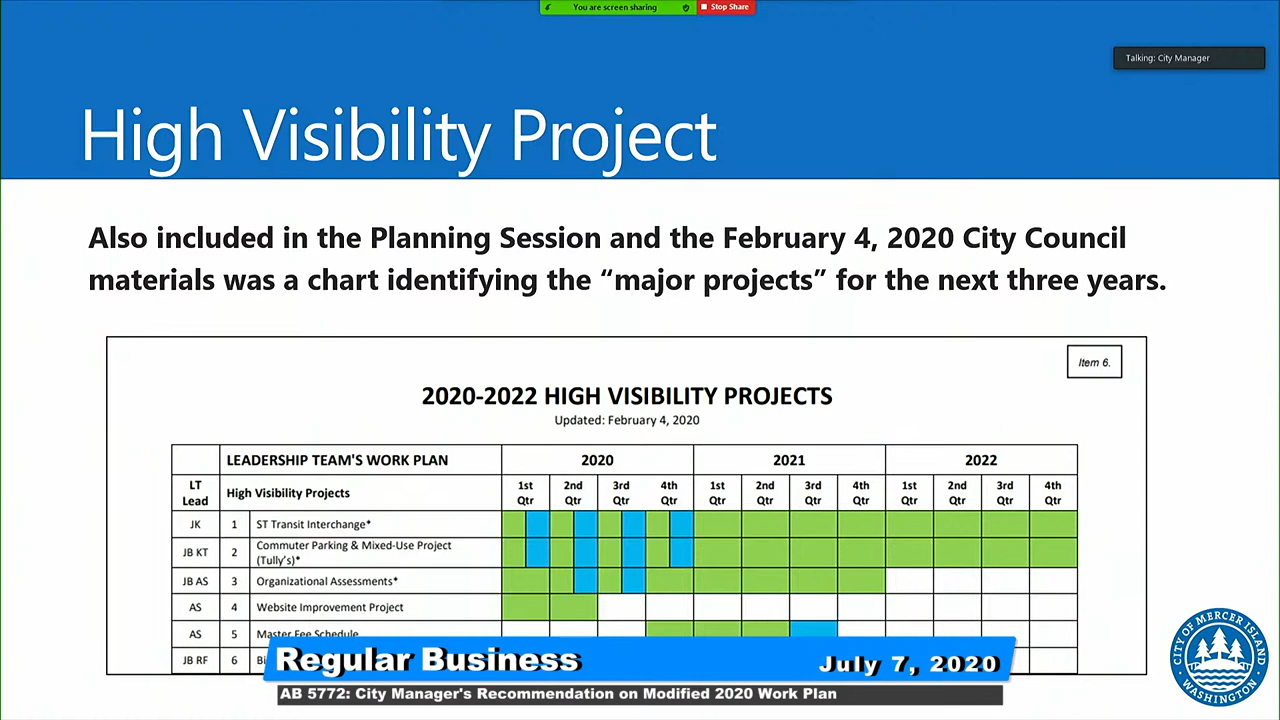 You are screen sharing
Stop Share
Talking: City Manager
High Visibility Project
Also included in the Planning Session and the February 4, 2020 City Council
materials was a chart identifying the “major projects” for the next three years.
Item 6.
2020-2022 HIGH VISIBILITY PROJECTS
Updated: February 4, 2020
LEADERSHIP TEAM'S WORK PLAN 2020 2021 2022
LT Lead High Visibility Projects 1st Qtr 2nd Qtr 3rd Qtr 4th Qtr 1st Qtr 2nd Qtr 3rd Qtr 4th Qtr 1st Qtr 2nd Qtr 3rd Qtr 4th Qtr
JK 1 ST Transit Interchange*
JB KT 2 Commuter Parking & Mixed-Use Project
(Tully's)*
JB AS 3 Organizational Assessments*
AS 4 Website Improvement Project
AS 5 Master Fee Schedule
JB RF 6
Regular Business July 7, 2020
AB 5772: City Manager's Recommendation on Modified 2020 Work Plan
CITY OF MERCER ISLAND
WASHINGTON